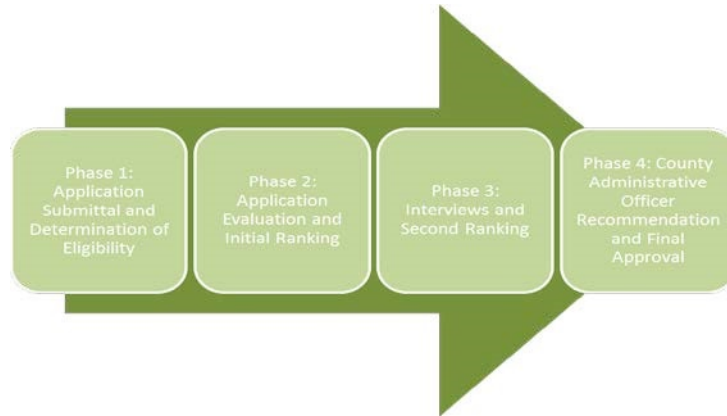 Phase 1:
Application
Submittal and
Determination of
Eligibility
Phase 2:
Application
Evaluation and
Initial Ranking
Phase 3:
Interviews and
Second Ranking
Phase 4: County
Administrative
Officer
Recommendation
and Final
Approval